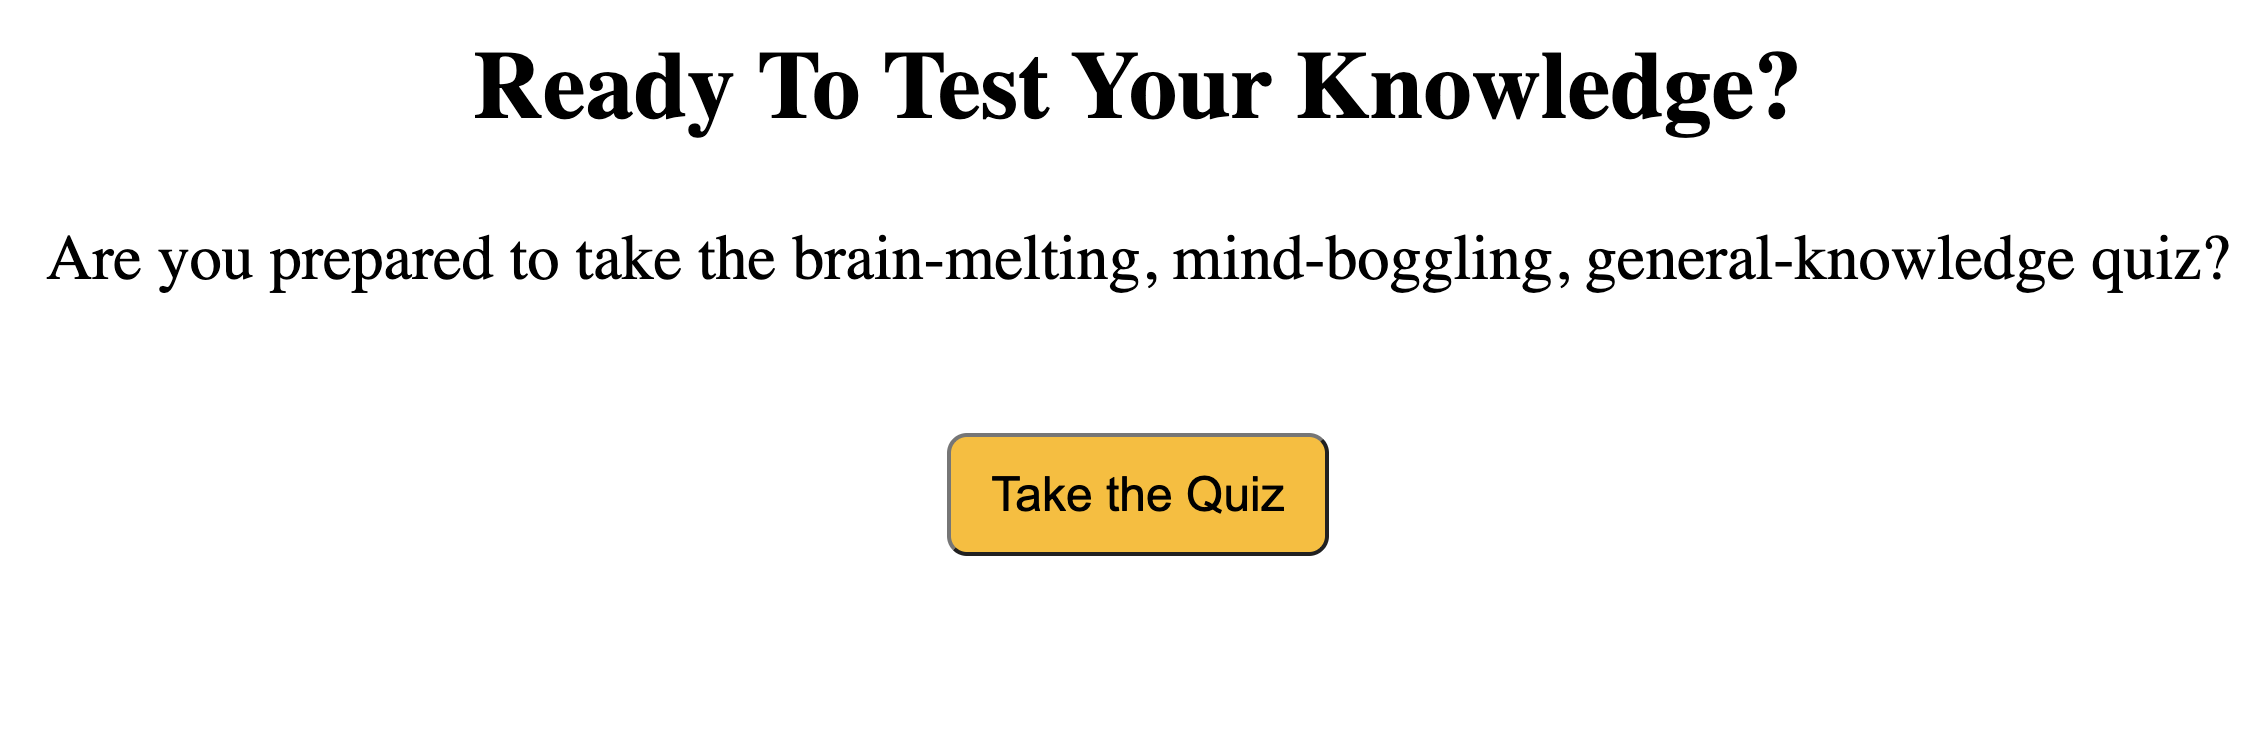 Ready To Test Your Knowledge?
Are you prepared to take the brain-melting, mind-boggling, general-knowledge quiz?
Take the Quiz